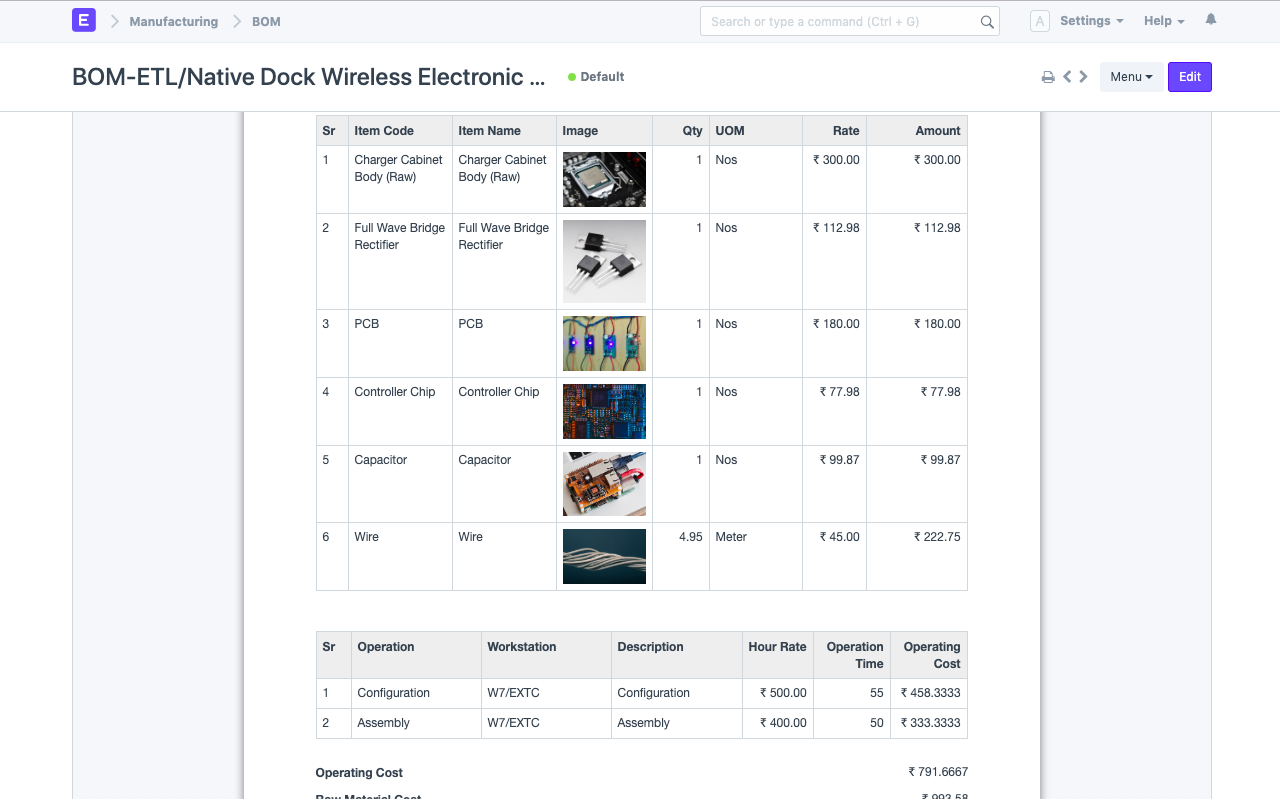 E Manufacturing BOM Search or type a command (Ctrl + G) A Settings Help
BOM-ETL/Native Dock Wireless Electronic ... Default Menu Edit
Sr Item Code Item Name Image Qty UOM Rate Amount
1 Charger Cabinet Charger Cabinet 1 Nos ₹ 300.00 ₹ 300.00
Body (Raw) Body (Raw)
2 Full Wave Bridge Full Wave Bridge 1 Nos ₹ 112.98 ₹ 112.98
Rectifier Rectifier
3 PCB PCB 1 Nos ₹ 180.00 ₹ 180.00
4 Controller Chip Controller Chip 1 Nos ₹ 77.98 ₹ 77.98
5 Capacitor Capacitor 1 Nos ₹ 99.87 ₹ 99.87
6 Wire Wire 4.95 Meter ₹ 45.00 ₹ 222.75
Sr Operation Workstation Description Hour Rate Operation Operating
Time Cost
1 Configuration W7/EXTC Configuration ₹ 500.00 55 ₹ 458.3333
2 Assembly W7/EXTC Assembly ₹ 400.00 50 ₹ 333.3333
Operating Cost ₹ 791.6667
Raw Material Cost ₹ 993.58